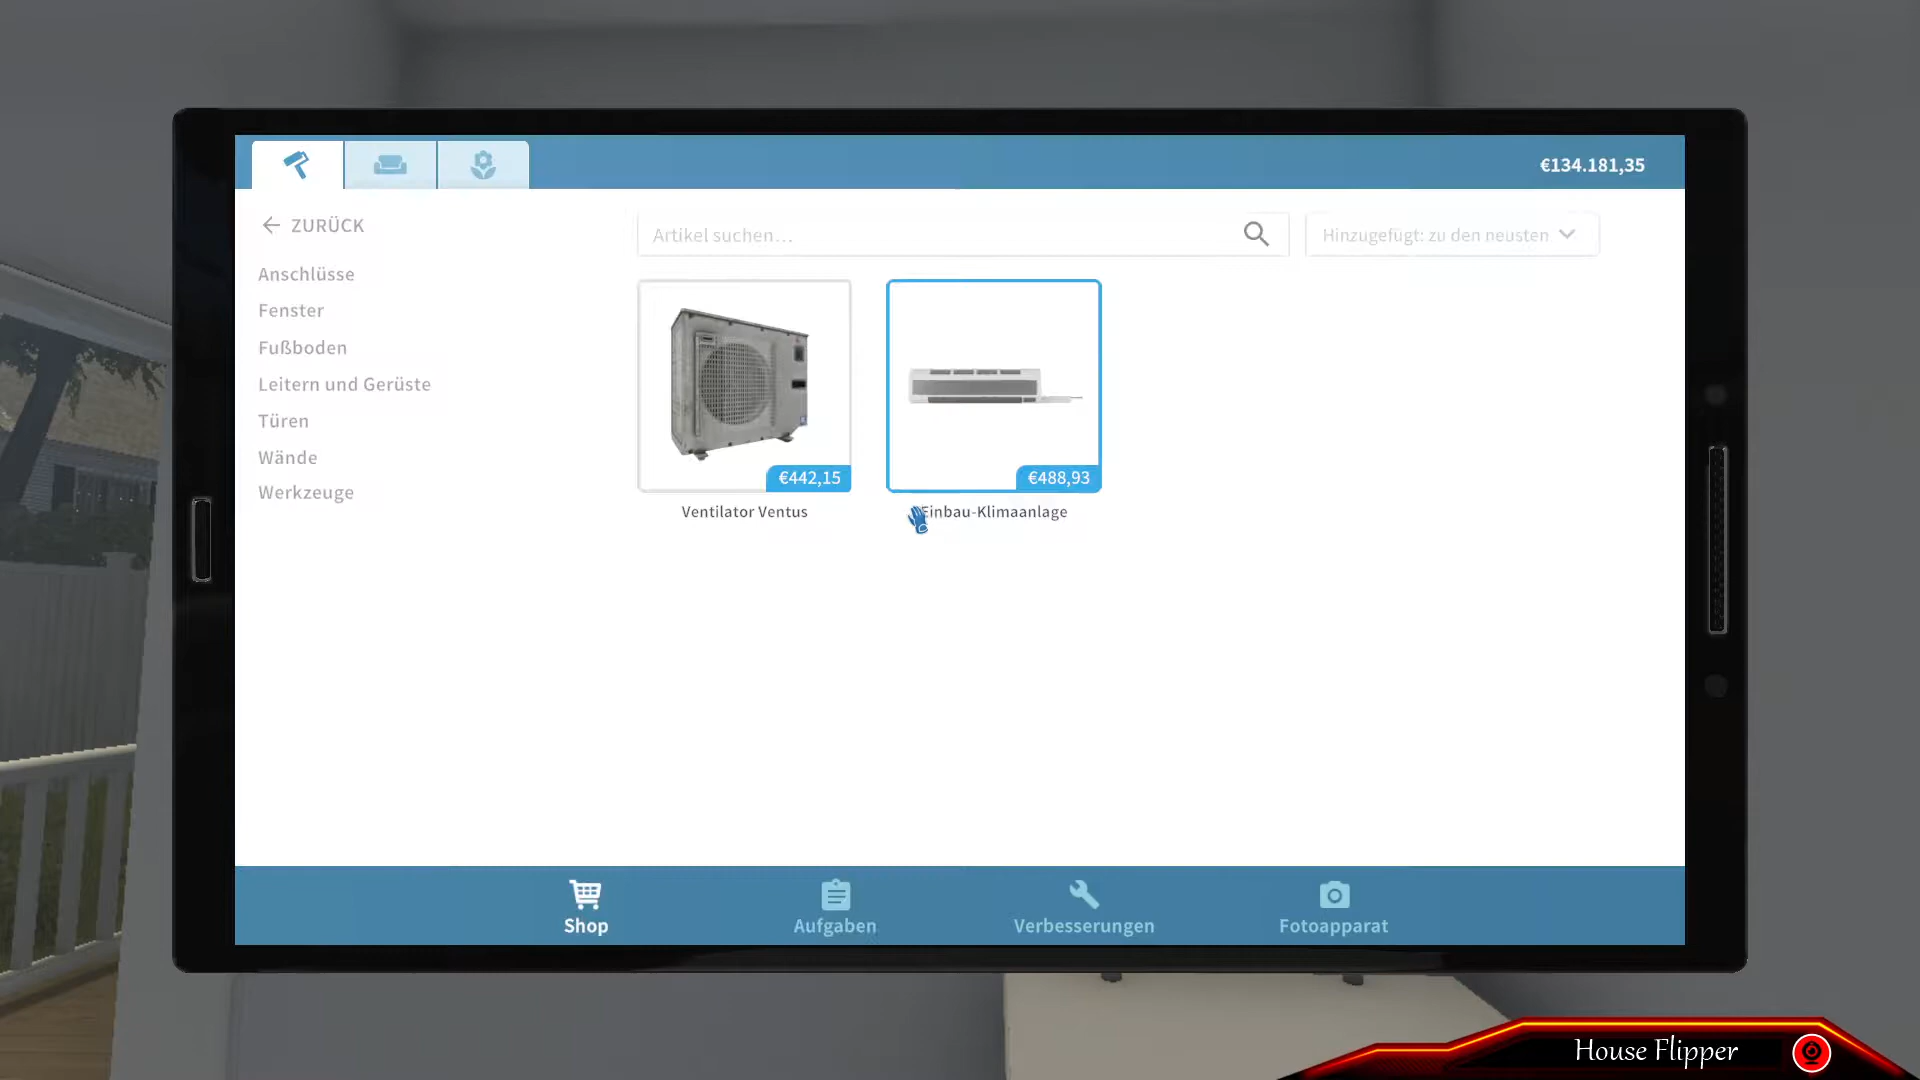 €134.181,35
ZURÜCK
Artikel suchen...
Hinzugefügt: zu den neusten
Anschlüsse
Fenster
Fußboden
Leitern und Gerüste
Türen
Wände
Werkzeuge
€442,15
€488,93
Ventilator Ventus
Einbau-Klimaanlage
Shop
Aufgaben
Verbesserungen
Fotoapparat
House Flipper